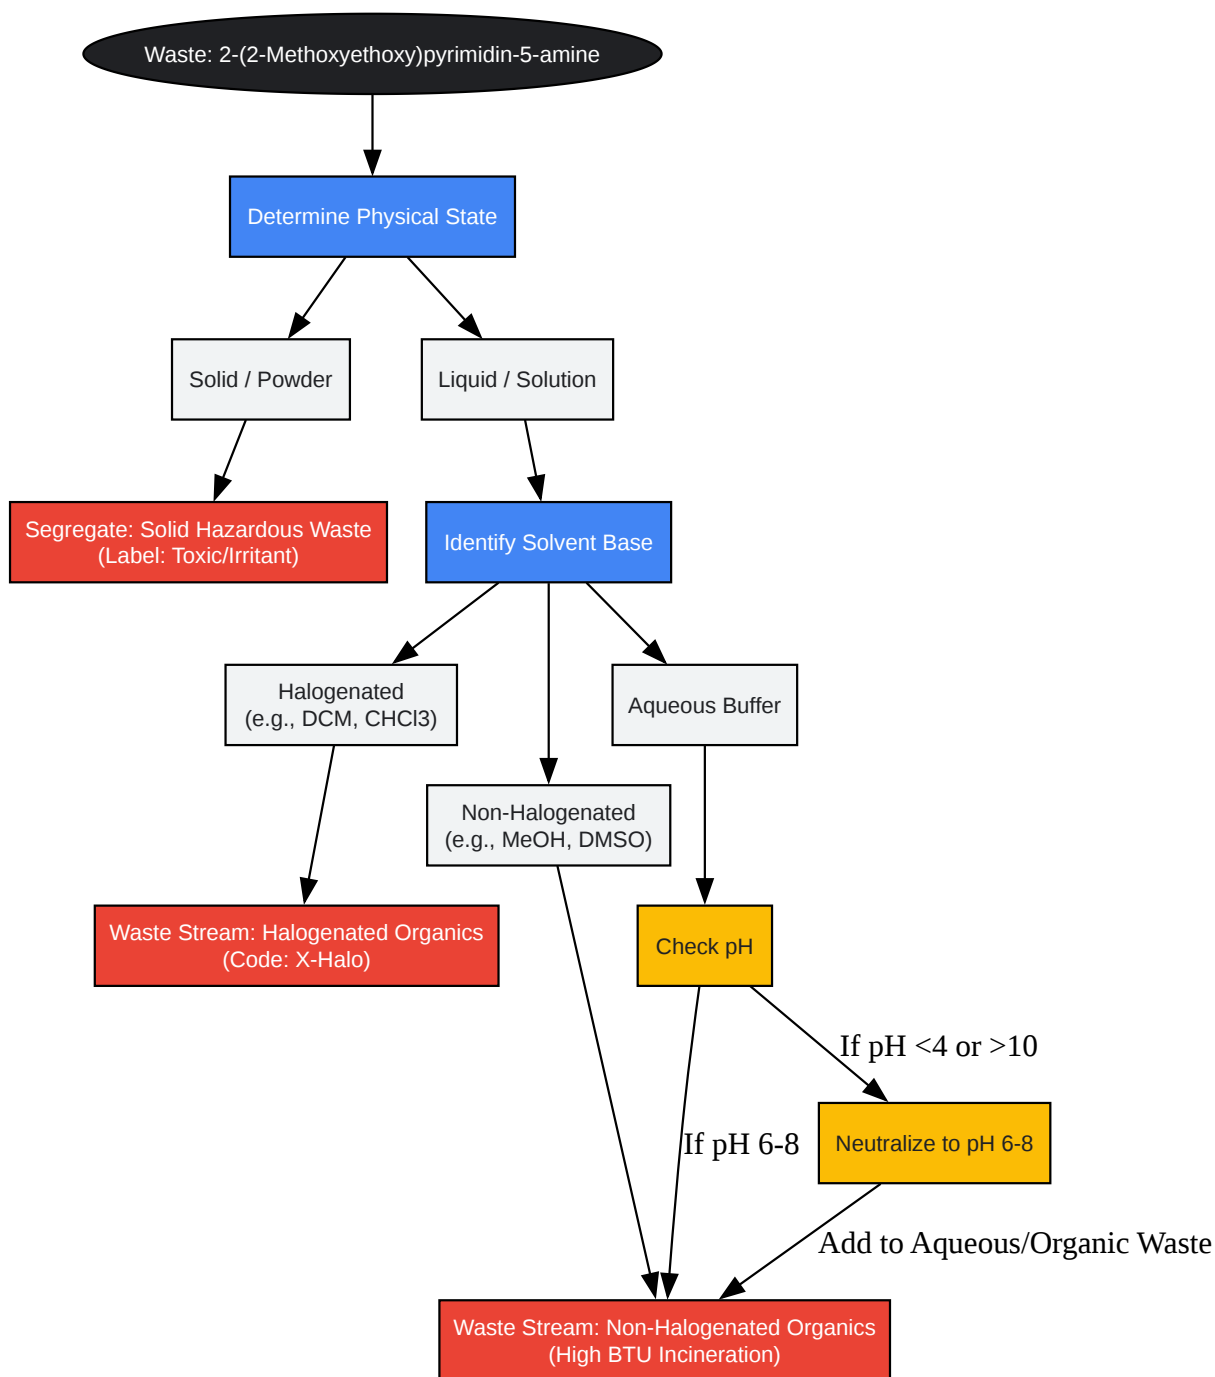 Waste: 2-(2-Methoxyethoxy)pyrimidin-5-amine
Determine Physical State
Solid / Powder
Liquid / Solution
Segregate: Solid Hazardous Waste
(Label: Toxic/Irritant)
Identify Solvent Base
Halogenated
(e.g., DCM, CHCl3)
Aqueous Buffer
Non-Halogenated
(e.g., MeOH, DMSO)
Waste Stream: Halogenated Organics
(Code: X-Halo)
Check pH
If pH <4 or >10
If pH 6-8
Neutralize to pH 6-8
Add to Aqueous/Organic Waste
Waste Stream: Non-Halogenated Organics
(High BTU Incineration)